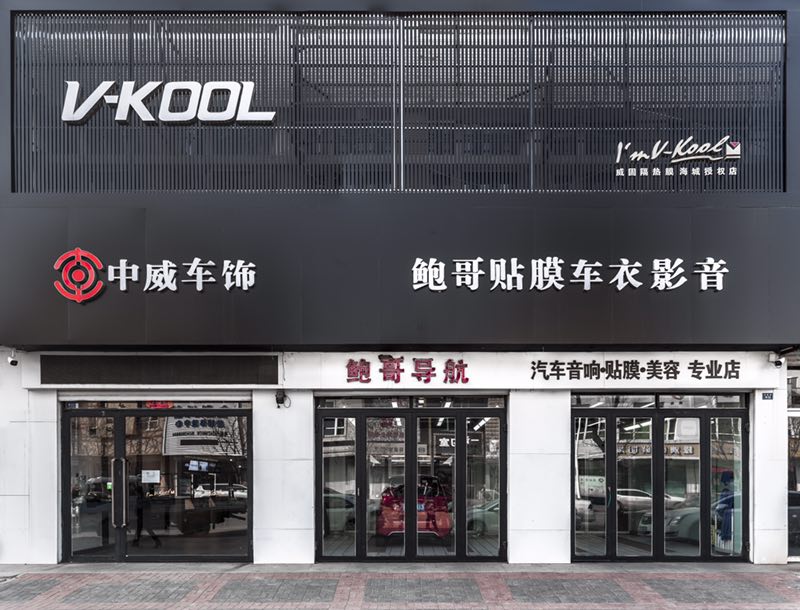 V-KOOL
I'm V-Kool
威固隔热膜海城授权店
中威车饰
鲍哥贴膜车衣影音
鲍哥导航
汽车音响·贴膜·美容 专业店